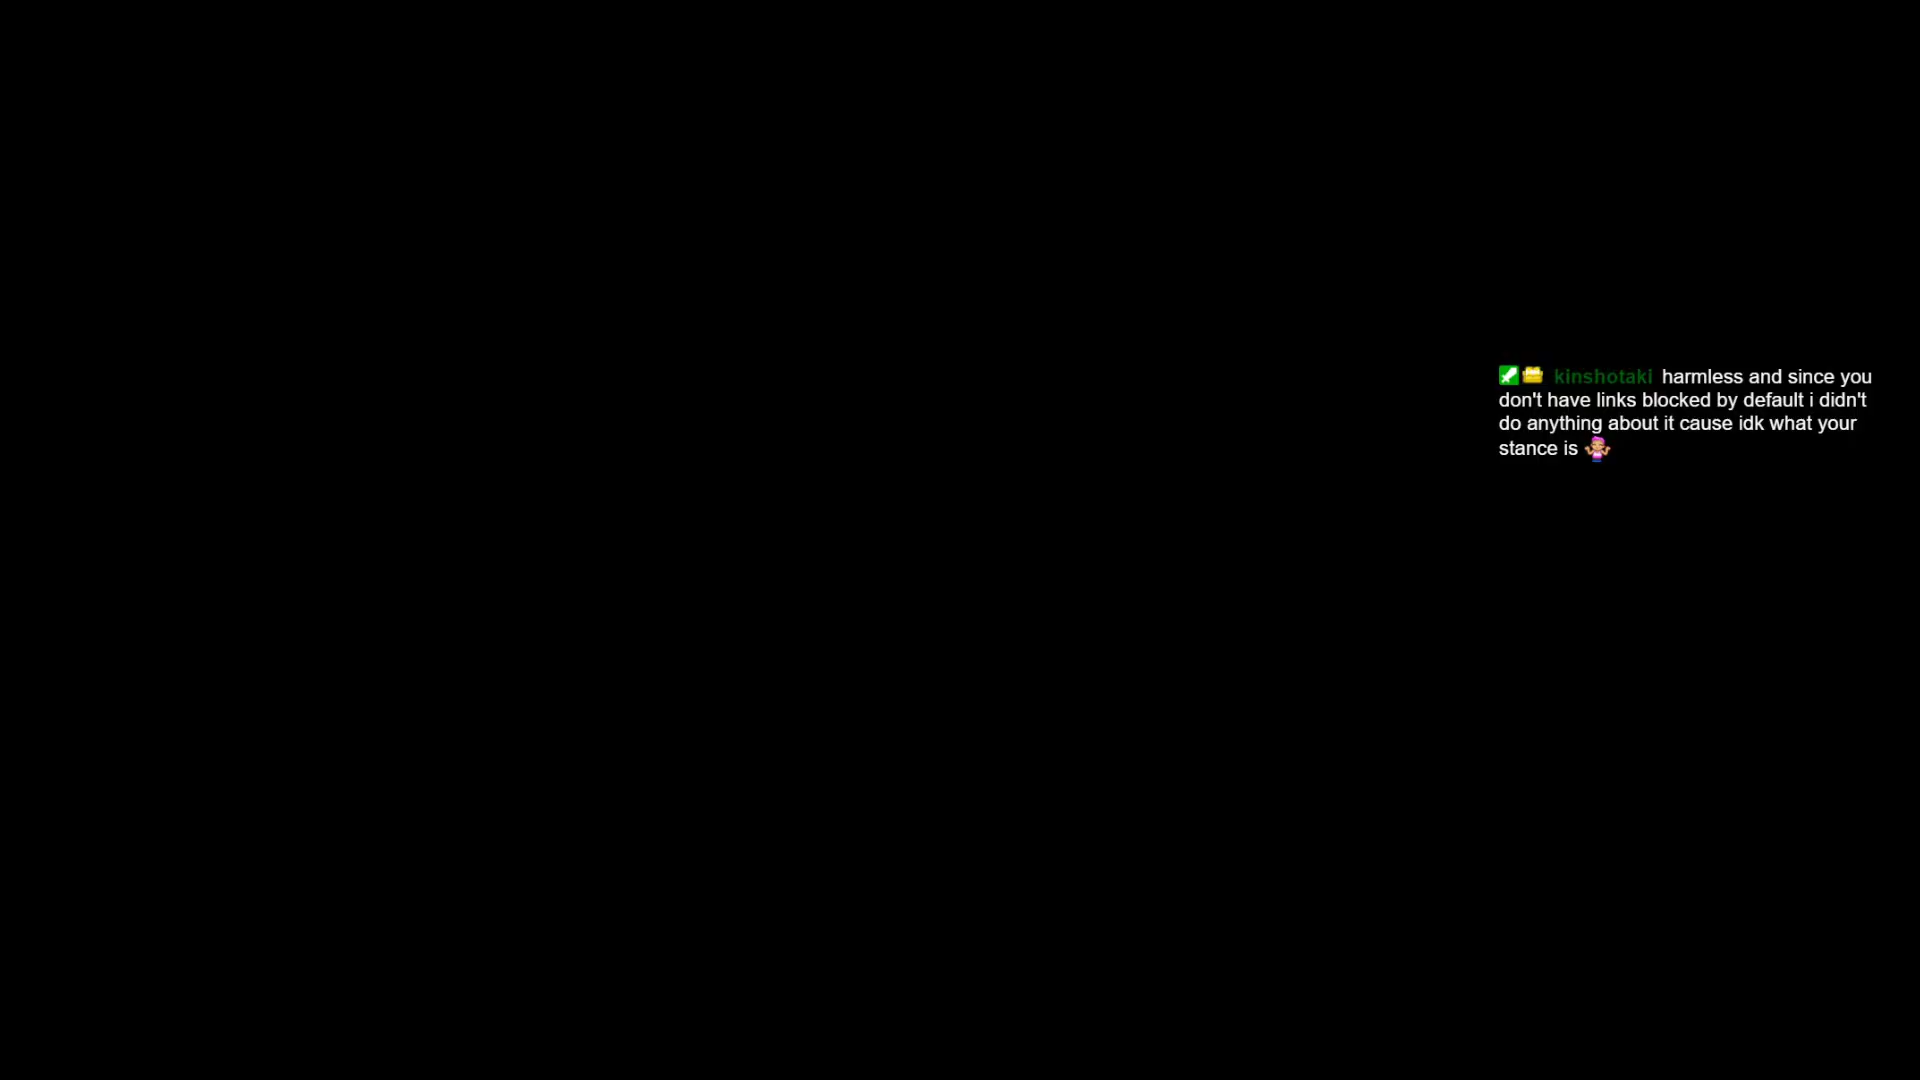 kinshotaki harmless and since you
don't have links blocked by default i didn't
do anything about it cause idk what your
stance is